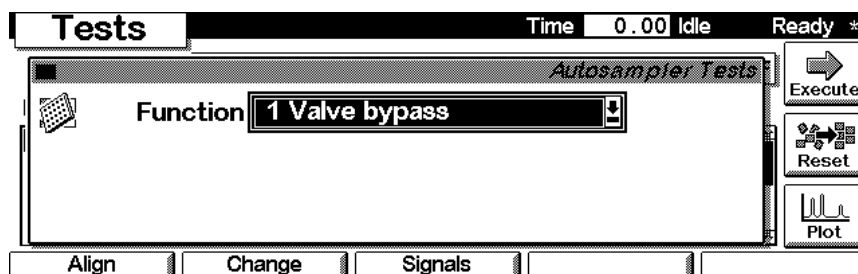 Tests Time 0.00 Idle Ready *
Autosampler Tests
Function 1 Valve bypass
Execute
Reset
Plot
Align Change Signals